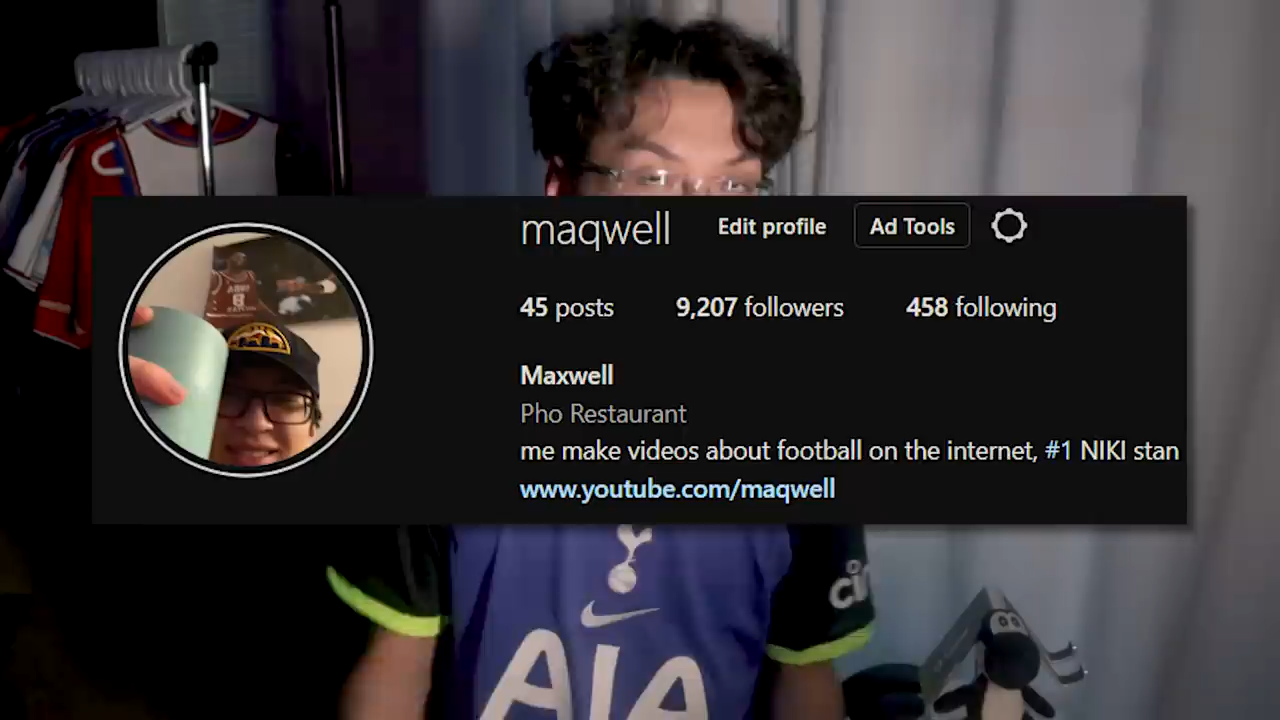 maqwell Edit profile Ad Tools
45 posts 9,207 followers 458 following
Maxwell
Pho Restaurant
me make videos about football on the internet, #1 NIKI stan
www.youtube.com/maqwell
AIA